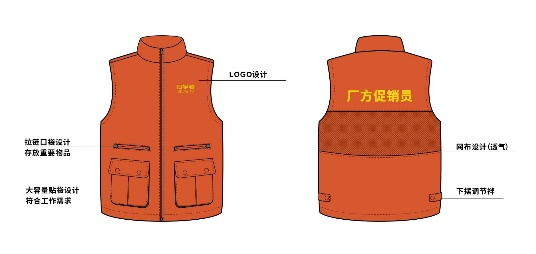 LOGO设计
厂方促销员
拉链口袋设计
存放重要物品
网布设计(透气)
大容量贴袋设计
符合工作需求
下摆调节袢